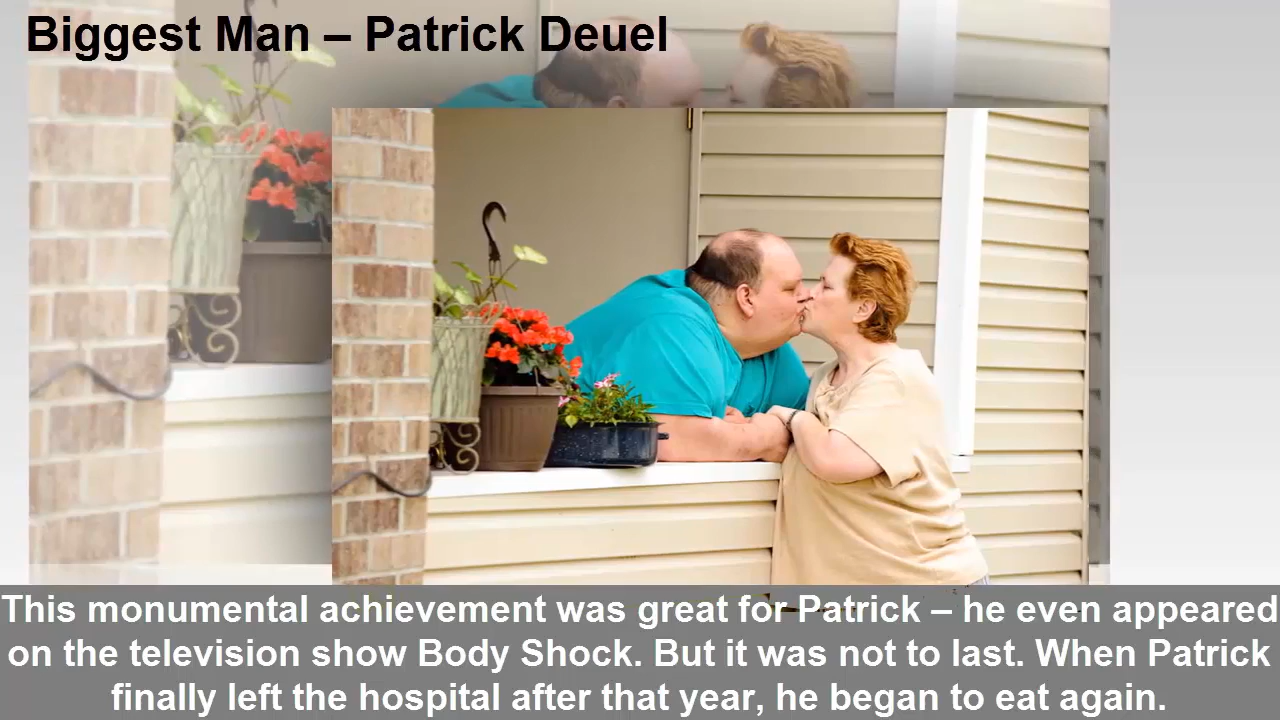 Biggest Man – Patrick Deuel
This monumental achievement was great for Patrick – he even appeared
on the television show Body Shock. But it was not to last. When Patrick
finally left the hospital after that year, he began to eat again.